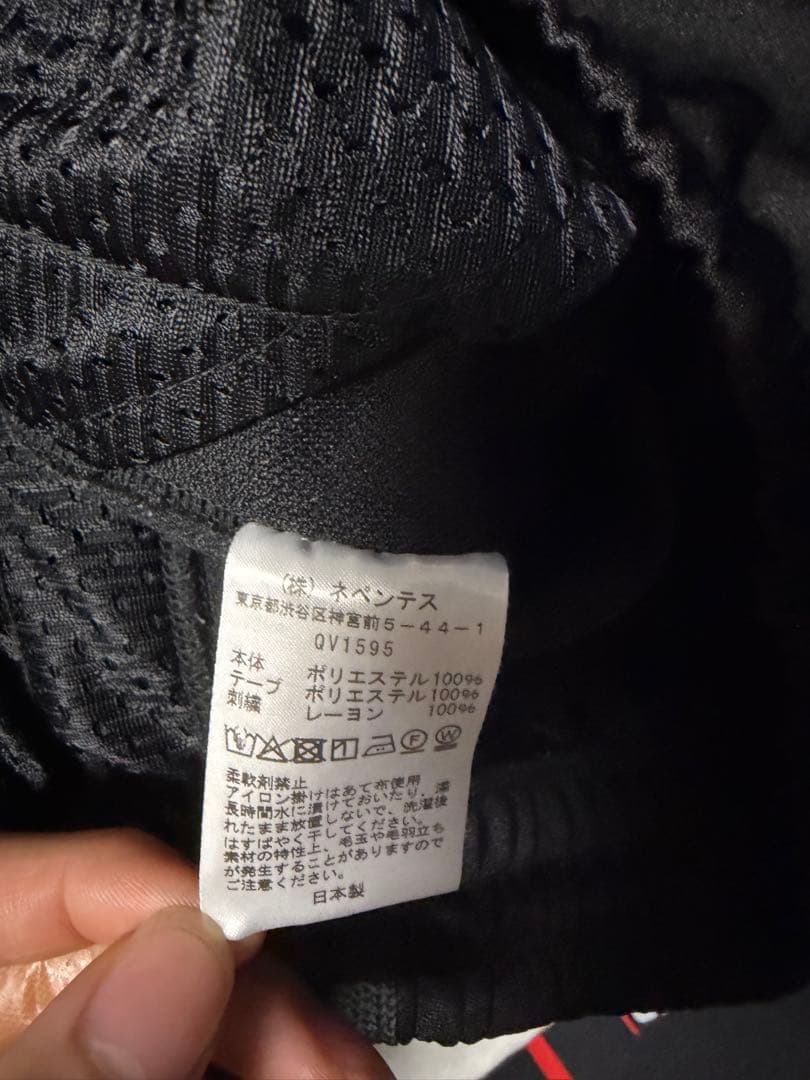 (株) ネペンテス
東京都渋谷区神宮前5-44-1
QV1595
本体 ポリエステル100%
テープ ポリエステル100%
刺繍 レーヨン 100%
柔軟剤禁止
アイロン掛けはあて布使用
長時間水に漬けておいたり、濡
れたまま放置しないで、洗濯後
はすばやく干してください。
素材の特性上、毛玉や毛羽立ち
が発生することがありますので
ご注意ください。
日本製